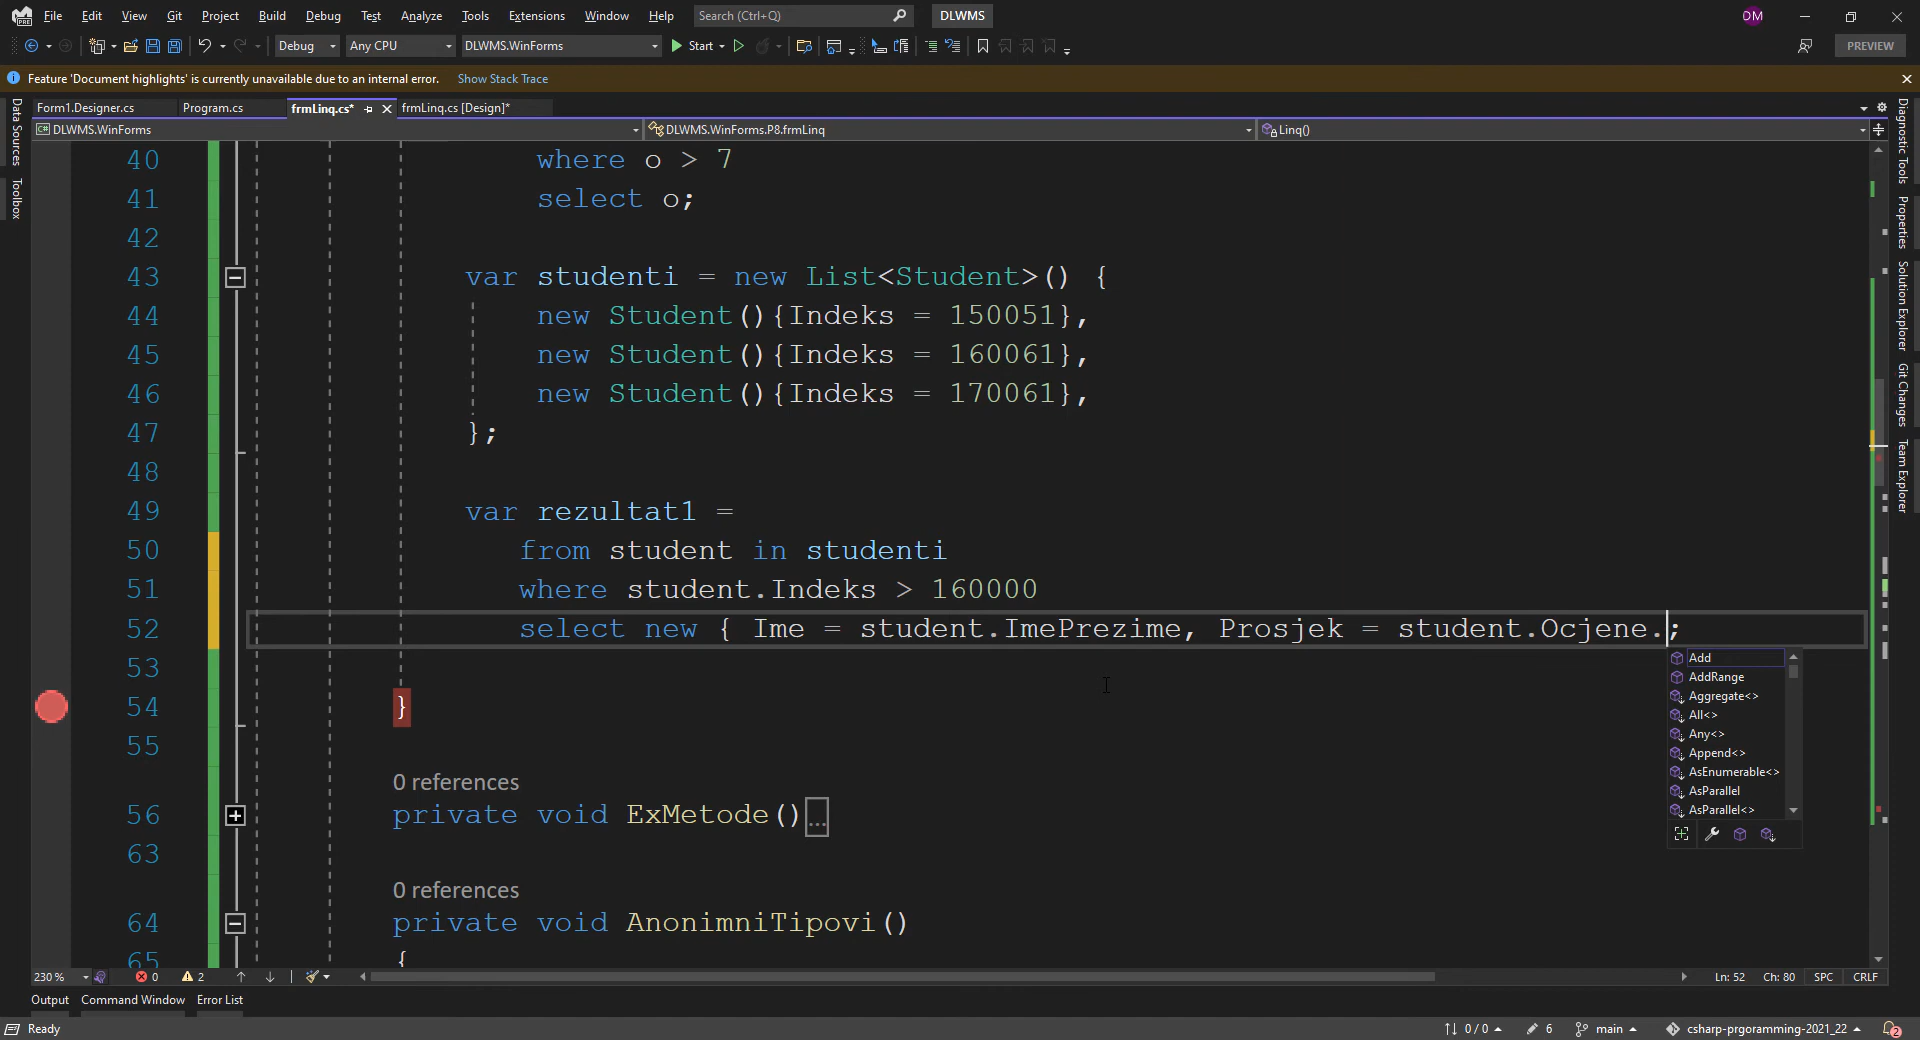 File Edit View Git Project Build Debug Test Analyze Tools Extensions Window Help Search (Ctrl+Q) DLWMS DM
Debug Any CPU DLWMS.WinForms Start PREVIEW
Feature 'Document highlights' is currently unavailable due to an internal error. Show Stack Trace
Form1.Designer.cs Program.cs frmLinq.cs* frmLinq.cs [Design]*
DLWMS.WinForms DLWMS.WinForms.P8.frmLinq Linq()
Data Sources
Toolbox
40 where o > 7
41 select o;
42
43 var studenti = new List<Student>() {
44 new Student(){Indeks = 150051},
45 new Student(){Indeks = 160061},
46 new Student(){Indeks = 170061},
47 };
48
49 var rezultat1 =
50 from student in studenti
51 where student.Indeks > 160000
52 select new { Ime = student.ImePrezime, Prosjek = student.Ocjene.;
53
54 }
55
0 references
56 private void ExMetode()...
63
0 references
64 private void AnonimniTipovi()
65 {
Add
AddRange
Aggregate<>
All<>
Any<>
Append<>
AsEnumerable<>
AsParallel
AsParallel<>
Diagnostic Tools
Properties
Solution Explorer
Git Changes
Team Explorer
230 % 0 2 Ln: 52 Ch: 80 SPC CRLF
Output Command Window Error List
Ready 0 / 0 6 main csharp-prgoramming-2021_22 2